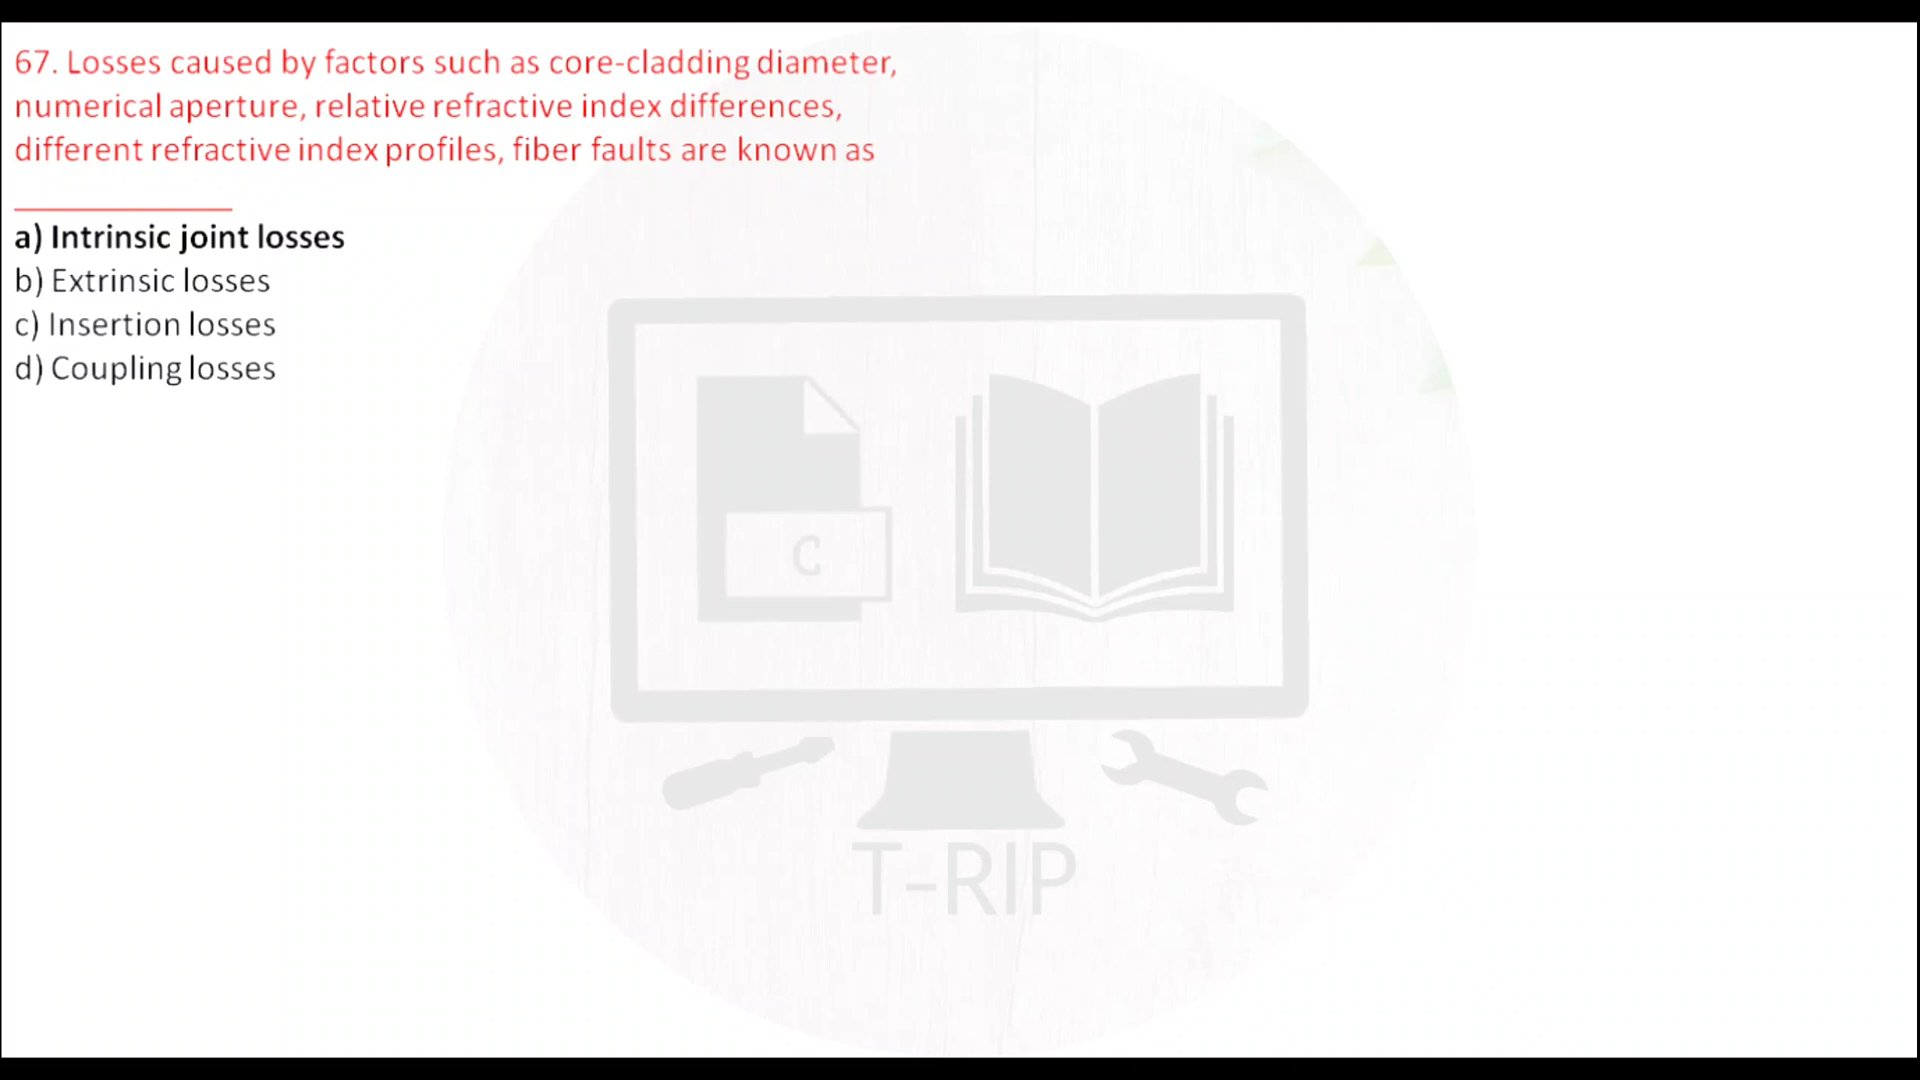 67. Losses caused by factors such as core-cladding diameter,
numerical aperture, relative refractive index differences,
different refractive index profiles, fiber faults are known as
______________
a) Intrinsic joint losses
b) Extrinsic losses
c) Insertion losses
d) Coupling losses
C
T-RIP